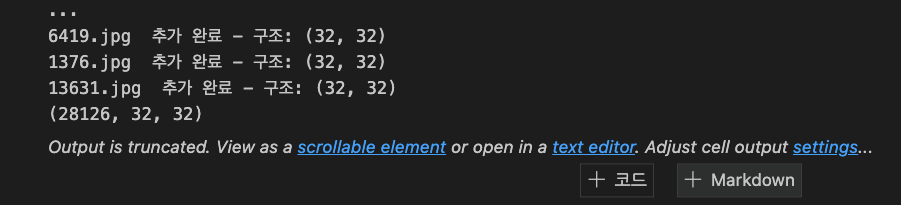 ...
6419.jpg  추가 완료 - 구조: (32, 32)
1376.jpg  추가 완료 - 구조: (32, 32)
13631.jpg  추가 완료 - 구조: (32, 32)
(28126, 32, 32)
Output is truncated. View as a scrollable element or open in a text editor. Adjust cell output settings...
+ 코드 + Markdown